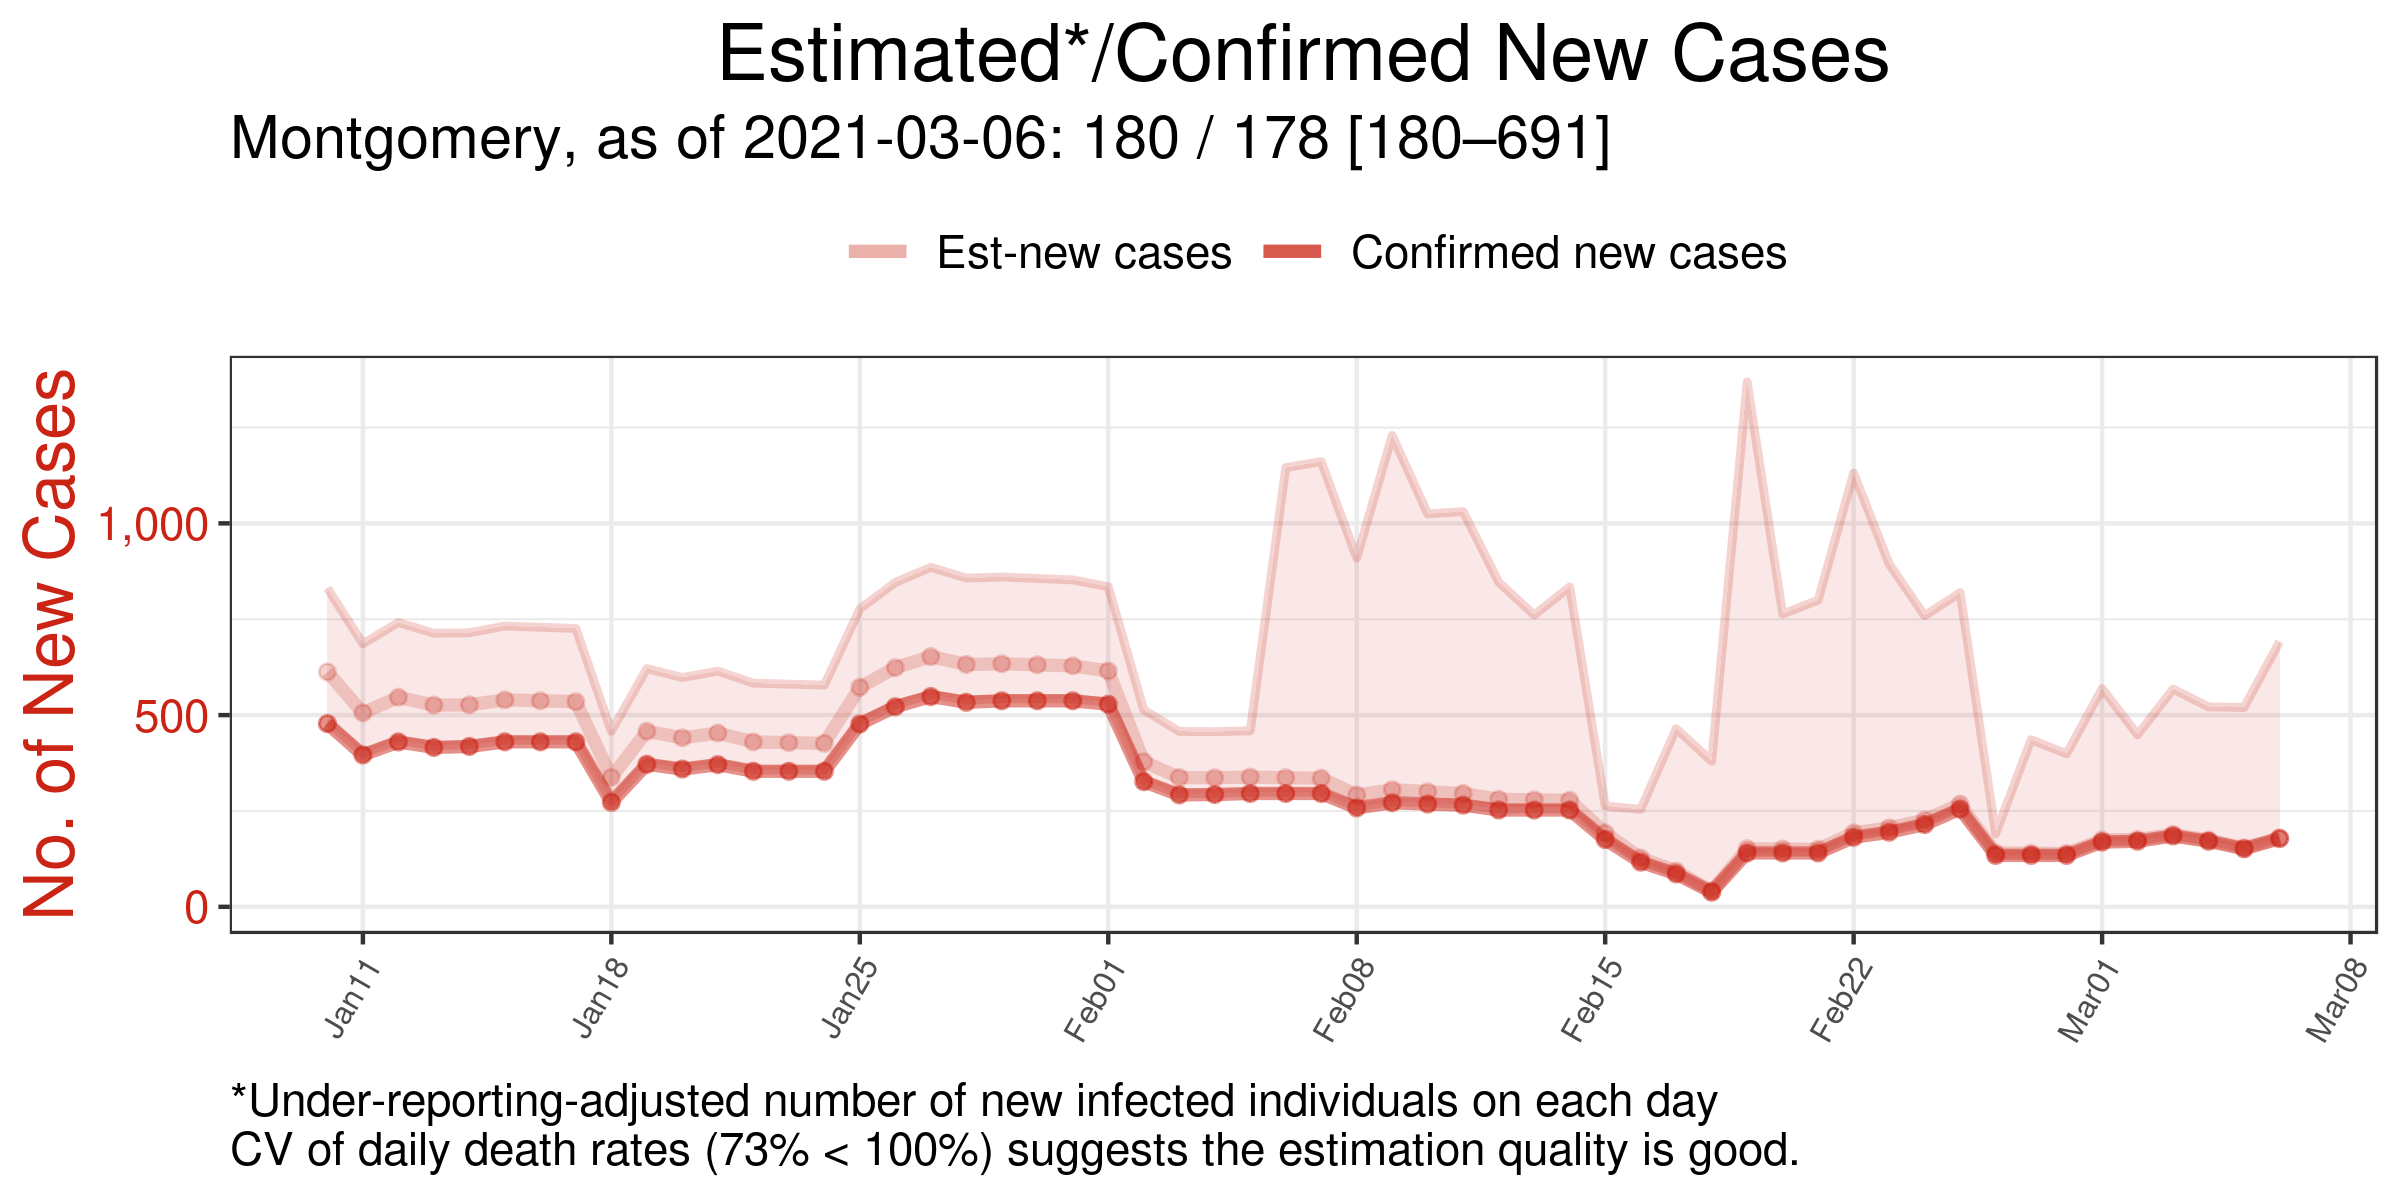 Estimated*/Confirmed New Cases
Montgomery, as of 2021-03-06: 180 / 178 [180–691]
Est-new cases
Confirmed new cases
No. of New Cases
1,000
500
0
Jan11
Jan18
Jan25
Feb01
Feb08
Feb15
Feb22
Mar01
Mar08
*Under-reporting-adjusted number of new infected individuals on each day
CV of daily death rates (73% < 100%) suggests the estimation quality is good.